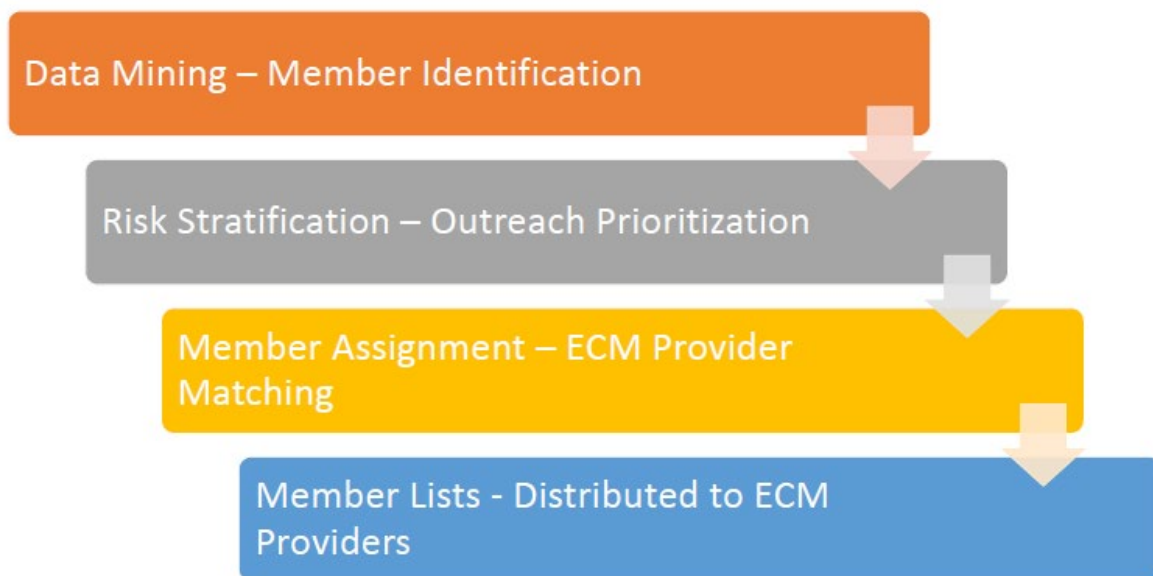 Data Mining – Member Identification
Risk Stratification – Outreach Prioritization
Member Assignment – ECM Provider
Matching
Member Lists - Distributed to ECM
Providers